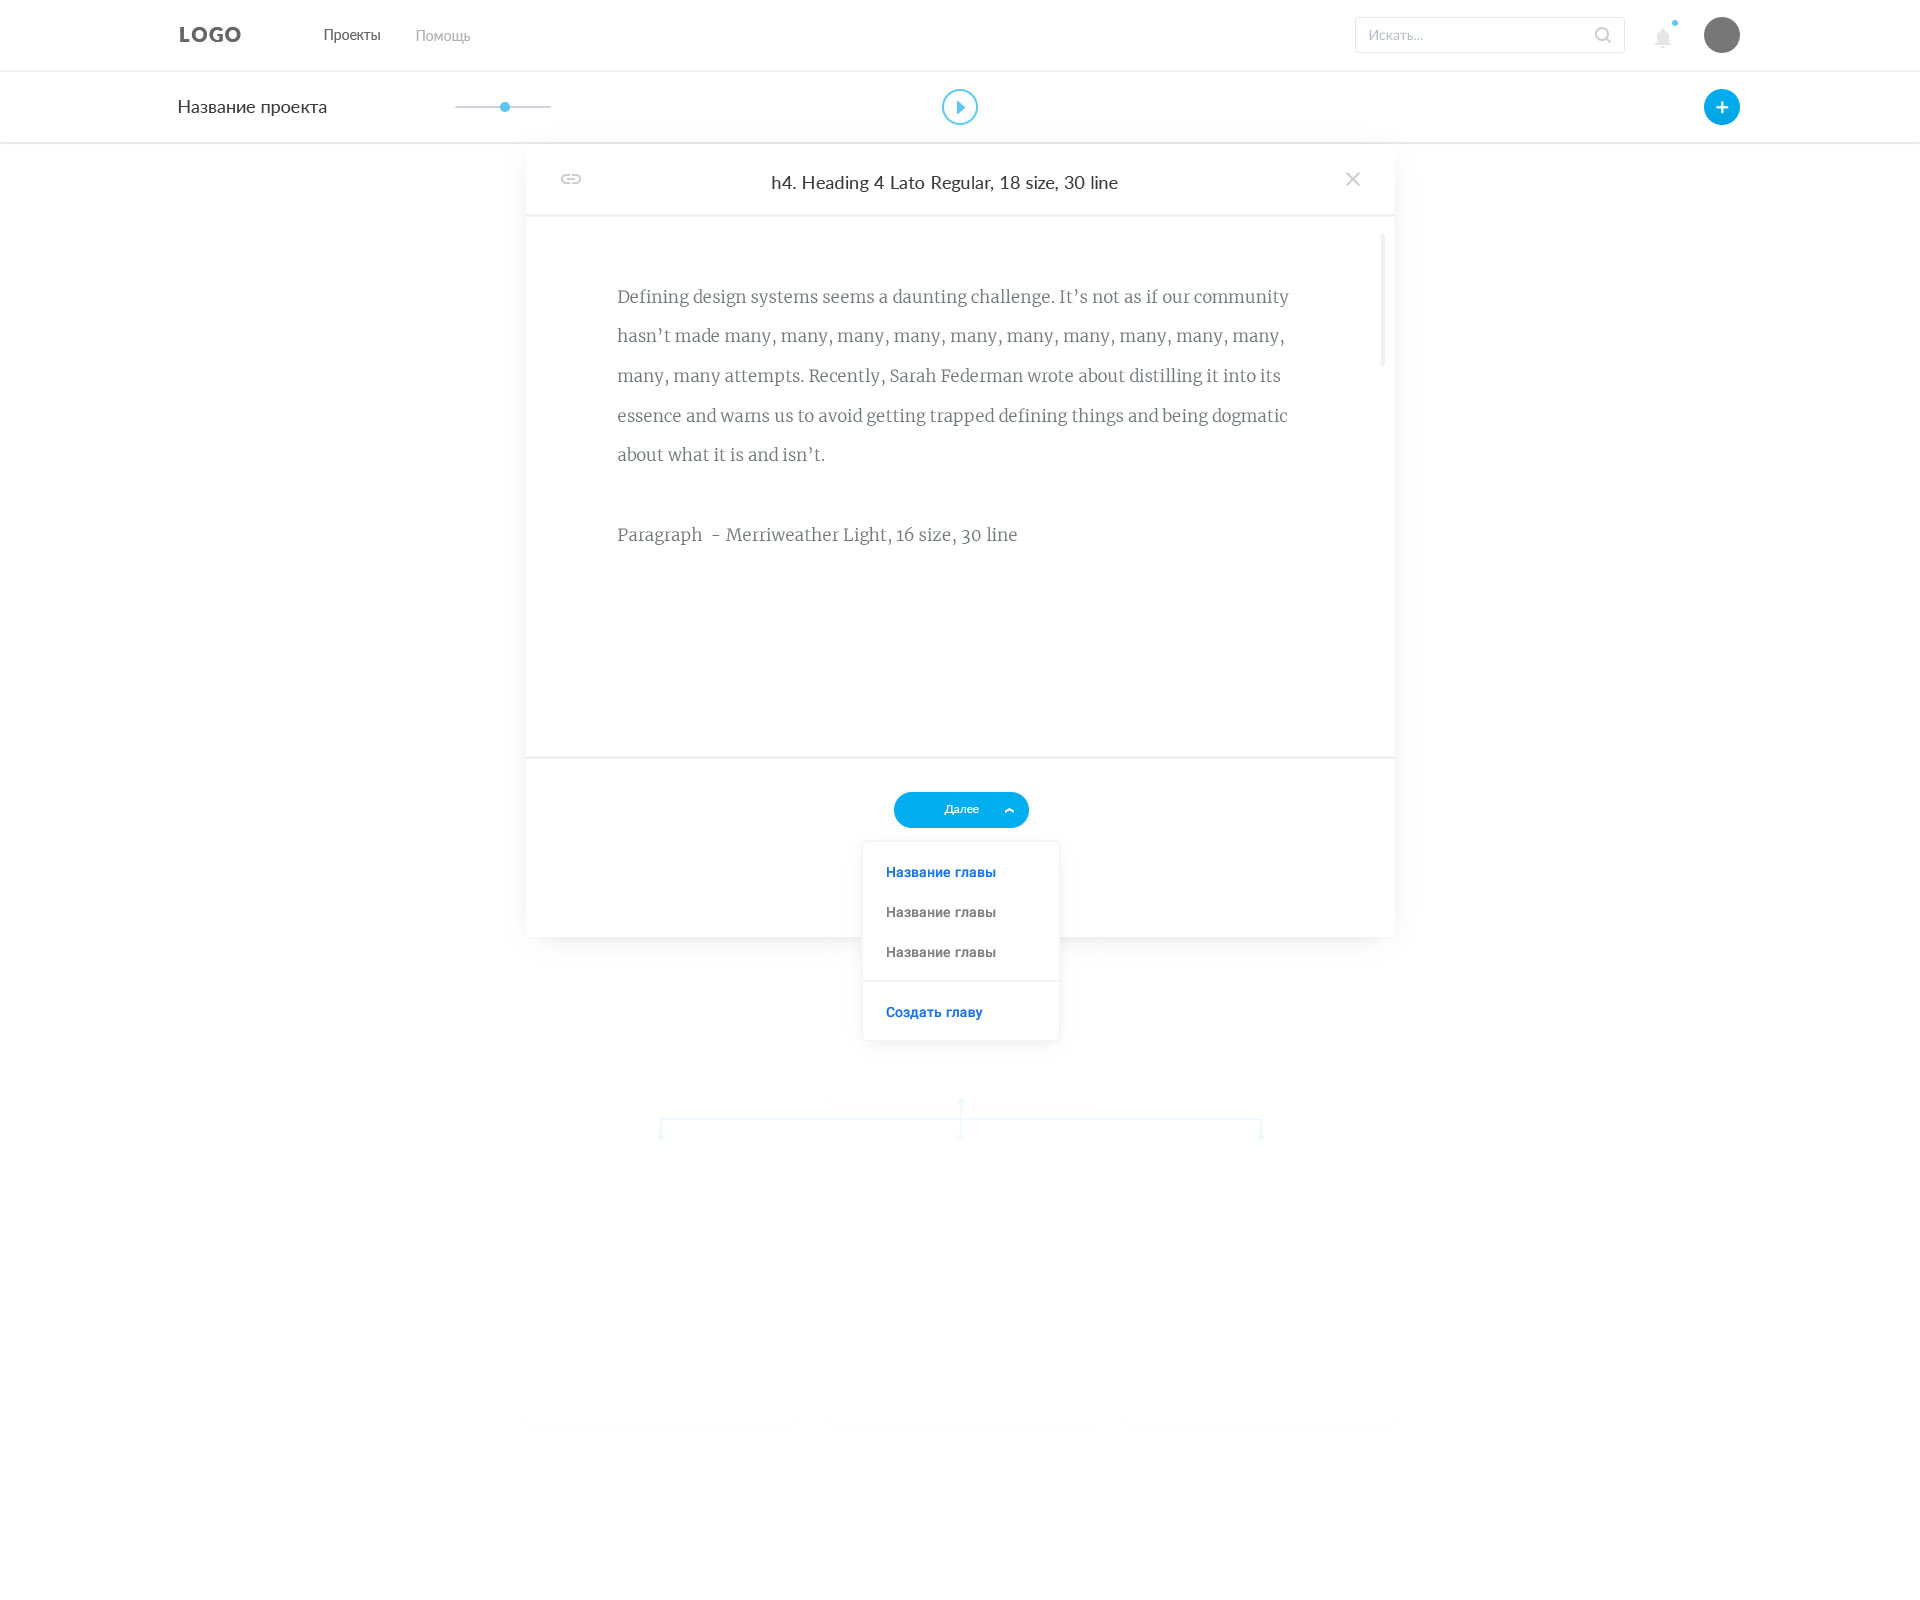 LOGO
Проекты
Помощь
Искать...
Название проекта
h4. Heading 4 Lato Regular, 18 size, 30 line
Defining design systems seems a daunting challenge. It’s not as if our community
hasn’t made many, many, many, many, many, many, many, many, many, many,
many, many attempts. Recently, Sarah Federman wrote about distilling it into its
essence and warns us to avoid getting trapped defining things and being dogmatic
about what it is and isn’t.
Paragraph - Merriweather Light, 16 size, 30 line
Далее
Название главы
Название главы
Название главы
Создать главу